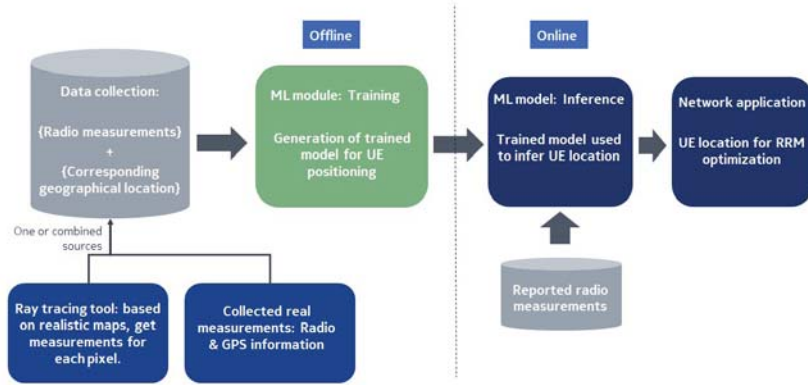 Offline
Online
Data collection:
{Radio measurements}
+
{Corresponding
geographical location}
ML module: Training
Generation of trained
model for UE
positioning
ML model: Inference
Trained model used
to infer UE location
Network application
UE location for RRM
optimization
One or combined
sources
Reported radio
measurements
Ray tracing tool: based
on realistic maps, get
measurements for
each pixel.
Collected real
measurements: Radio
& GPS information